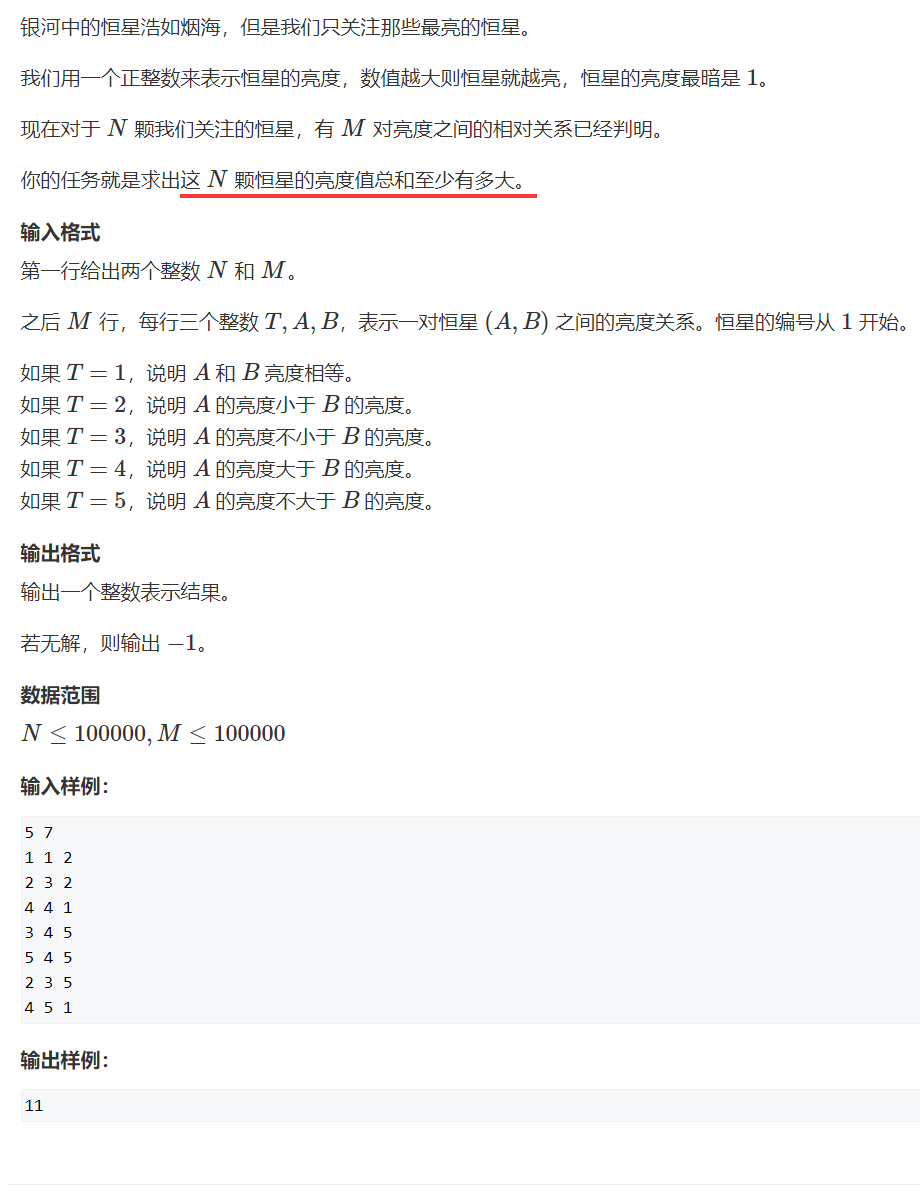 银河中的恒星浩如烟海，但是我们只关注那些最亮的恒星。
我们用一个正整数来表示恒星的亮度，数值越大则恒星就越亮，恒星的亮度最暗是 1。
现在对于 N 颗我们关注的恒星，有 M 对亮度之间的相对关系已经判明。
你的任务就是求出这 N 颗恒星的亮度值总和至少有多大。
输入格式
第一行给出两个整数 N 和 M。
之后 M 行，每行三个整数 T, A, B，表示一对恒星 (A, B) 之间的亮度关系。恒星的编号从 1 开始。
如果 T = 1，说明 A 和 B 亮度相等。
如果 T = 2，说明 A 的亮度小于 B 的亮度。
如果 T = 3，说明 A 的亮度不小于 B 的亮度。
如果 T = 4，说明 A 的亮度大于 B 的亮度。
如果 T = 5，说明 A 的亮度不大于 B 的亮度。
输出格式
输出一个整数表示结果。
若无解，则输出 −1。
数据范围
N ≤ 100000, M ≤ 100000
输入样例：
5 7
1 1 2
2 3 2
4 4 1
3 4 5
5 4 5
2 3 5
4 5 1
输出样例：
11